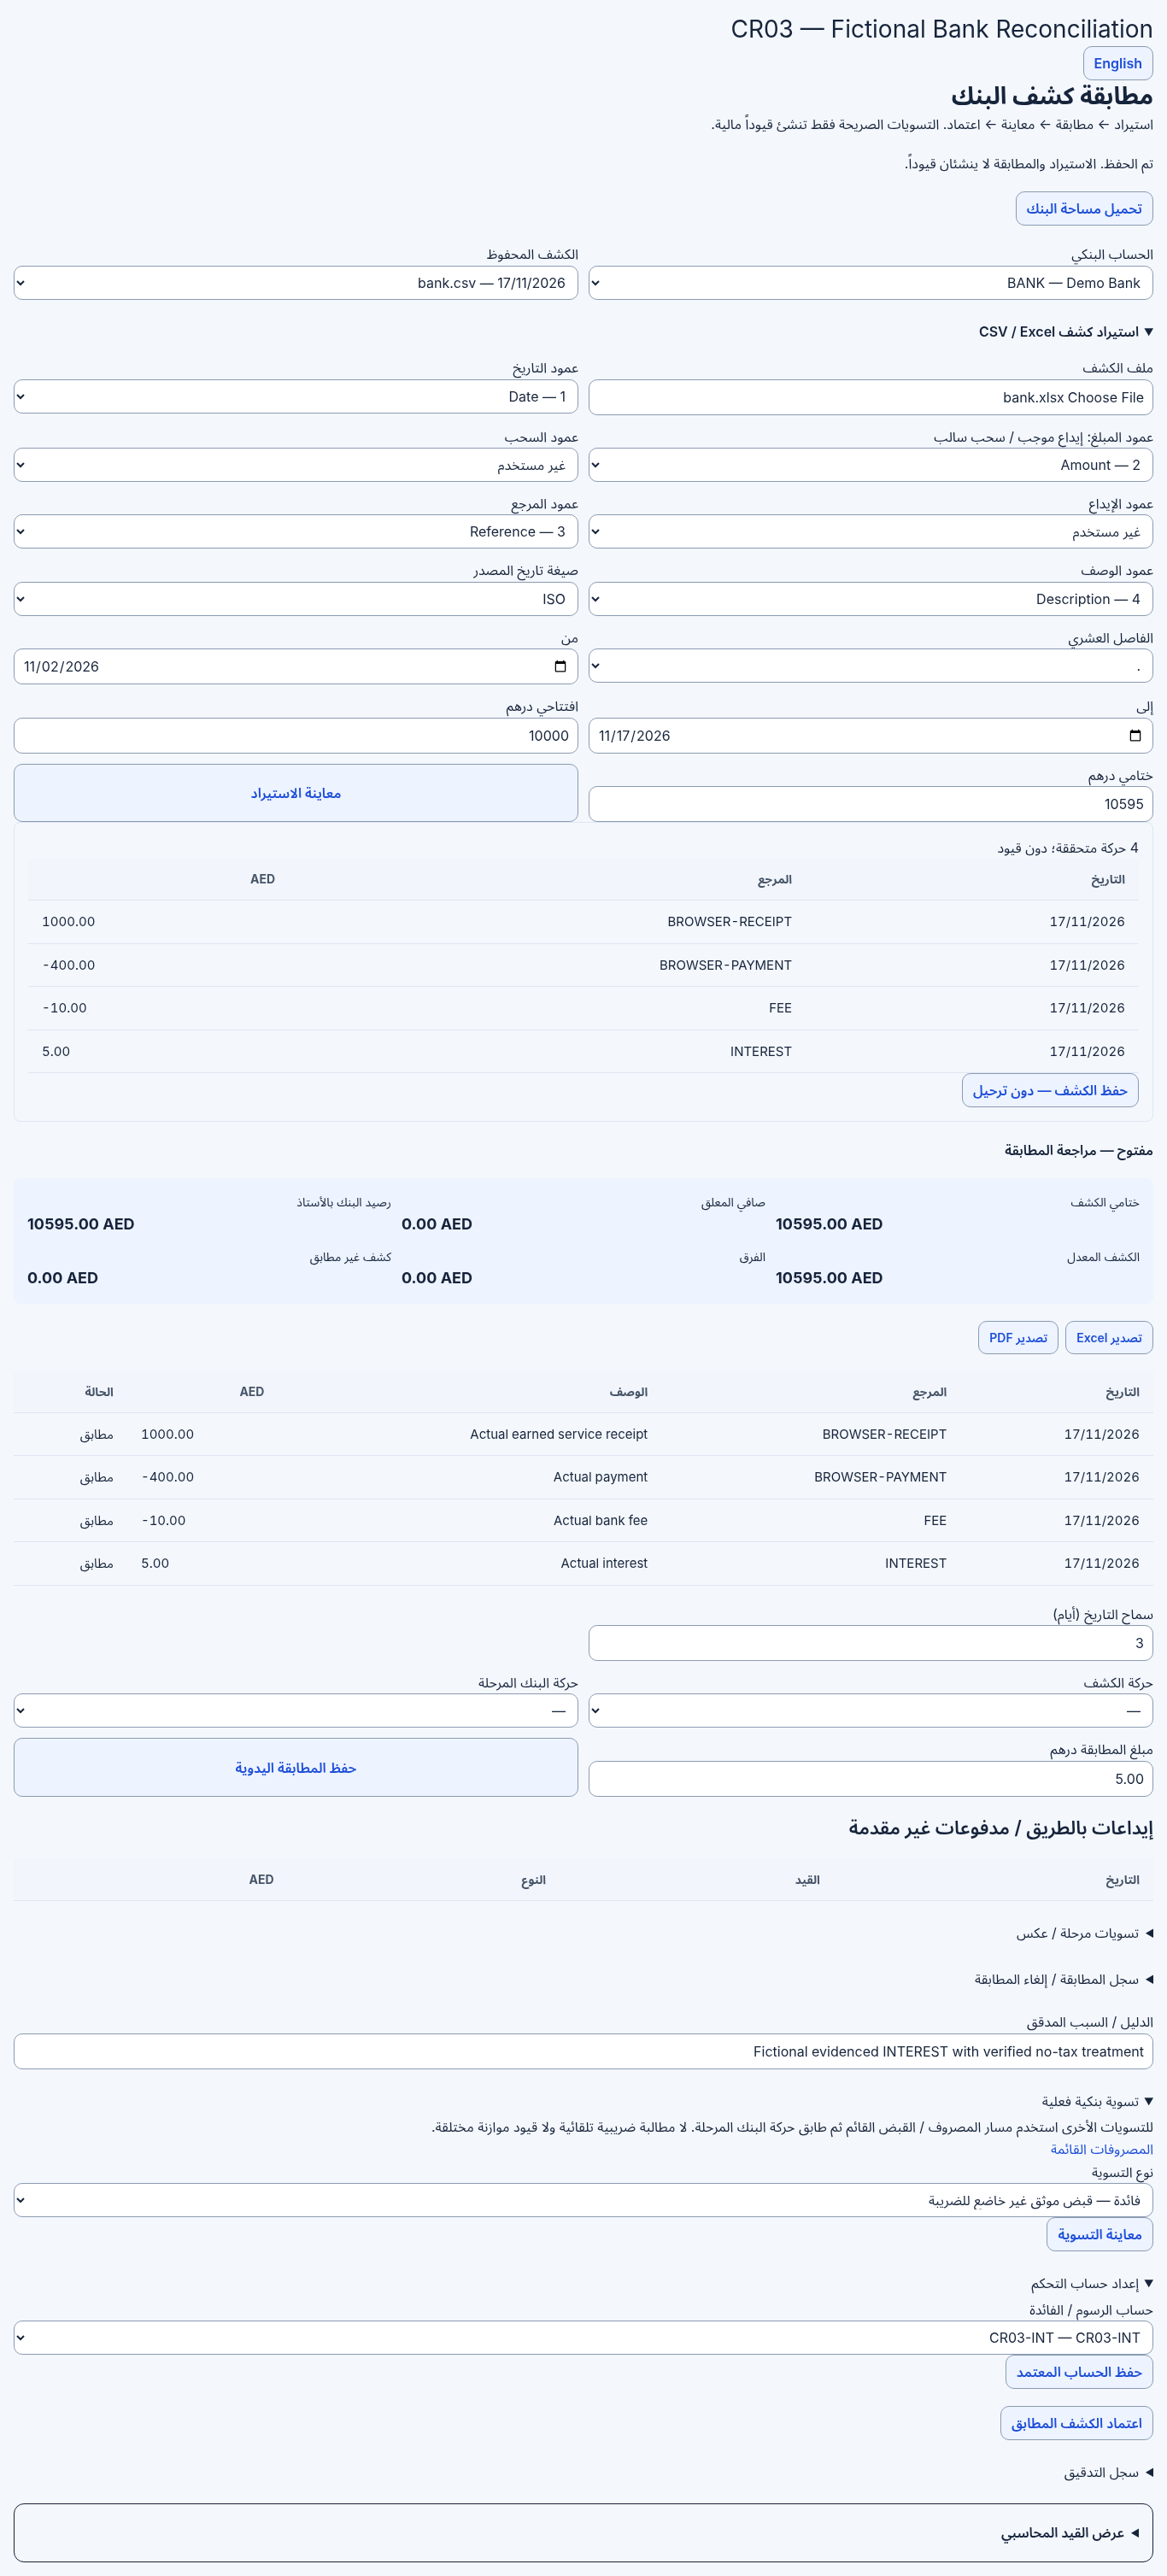 CR03 — Fictional Bank Reconciliation
English
مطابقة كشف البنك
استيراد ← مطابقة ← معاينة ← اعتماد. التسويات الصريحة فقط تنشئ قيوداً مالية.
تم الحفظ. الاستيراد والمطابقة لا ينشئان قيوداً.
تحميل مساحة البنك
الحساب البنكي الكشف المحفوظ
BANK — Demo Bank bank.csv — 17/11/2026
▼ استيراد كشف CSV / Excel
ملف الكشف عمود التاريخ
bank.xlsx Choose File Date — 1
عمود المبلغ: إيداع موجب / سحب سالب عمود السحب
Amount — 2 غير مستخدم
عمود الإيداع عمود المرجع
غير مستخدم Reference — 3
عمود الوصف صيغة تاريخ المصدر
Description — 4 ISO
الفاصل العشري من
. 11/02/2026
إلى افتتاحي درهم
11/17/2026 10000
ختامي درهم معاينة الاستيراد
10595
4 حركة متحققة؛ دون قيود
التاريخ المرجع AED
17/11/2026 BROWSER-RECEIPT 1000.00
17/11/2026 BROWSER-PAYMENT -400.00
17/11/2026 FEE -10.00
17/11/2026 INTEREST 5.00
حفظ الكشف — دون ترحيل
مفتوح — مراجعة المطابقة
ختامي الكشف صافي المعلق رصيد البنك بالأستاذ
10595.00 AED 0.00 AED 10595.00 AED
الكشف المعدل الفرق كشف غير مطابق
10595.00 AED 0.00 AED 0.00 AED
تصدير Excel تصدير PDF
التاريخ المرجع الوصف AED الحالة
17/11/2026 BROWSER-RECEIPT Actual earned service receipt 1000.00 مطابق
17/11/2026 BROWSER-PAYMENT Actual payment -400.00 مطابق
17/11/2026 FEE Actual bank fee -10.00 مطابق
17/11/2026 INTEREST Actual interest 5.00 مطابق
سماح التاريخ (أيام)
3
حركة الكشف حركة البنك المرحلة
— —
مبلغ المطابقة درهم حفظ المطابقة اليدوية
5.00
إيداعات بالطريق / مدفوعات غير مقدمة
التاريخ القيد النوع AED
◀ تسويات مرحلة / عكس
◀ سجل المطابقة / إلغاء المطابقة
الدليل / السبب المدقق
Fictional evidenced INTEREST with verified no-tax treatment
▼ تسوية بنكية فعلية
للتسويات الأخرى استخدم مسار المصروف / القبض القائم ثم طابق حركة البنك المرحلة. لا مطالبة ضريبية تلقائية ولا قيود موازنة مختلقة.
المصروفات القائمة
نوع التسوية
فائدة — قبض موثق غير خاضع للضريبة
معاينة التسوية
▼ إعداد حساب التحكم
حساب الرسوم / الفائدة
CR03-INT — CR03-INT
حفظ الحساب المعتمد
اعتماد الكشف المطابق
◀ سجل التدقيق
◀ عرض القيد المحاسبي